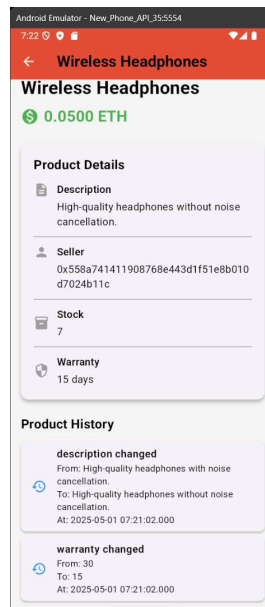 Android Emulator - New_Phone_API_35:5554
7:22
Wireless Headphones
Wireless Headphones
0.0500 ETH
Product Details
Description
High-quality headphones without noise
cancellation.
Seller
0x558a741411908768e443d1f51e8b010
d7024b11c
Stock
7
Warranty
15 days
Product History
description changed
From: High-quality headphones with noise
cancellation.
To: High-quality headphones without noise
cancellation.
At: 2025-05-01 07:21:02.000
warranty changed
From: 30
To: 15
At: 2025-05-01 07:21:02.000